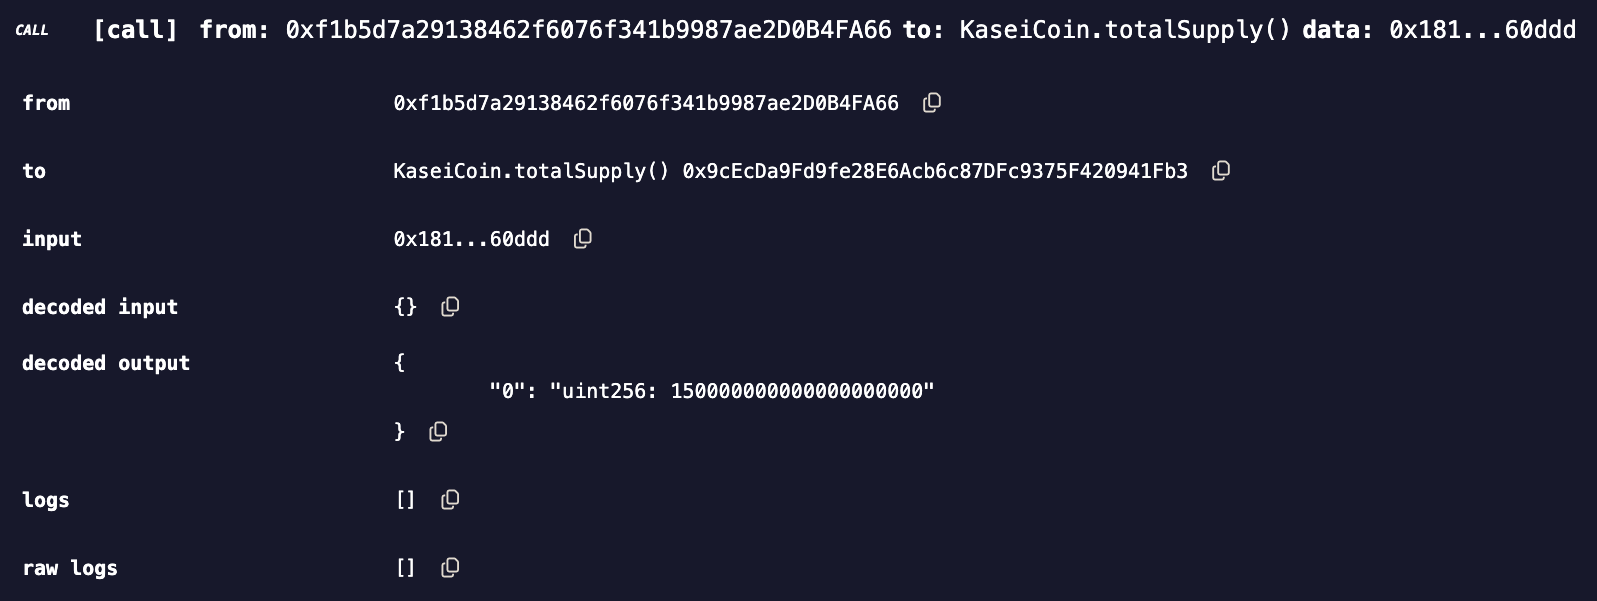 CALL [call] from: 0xf1b5d7a29138462f6076f341b9987ae2D0B4FA66 to: KaseiCoin.totalSupply() data: 0x181...60ddd
from 0xf1b5d7a29138462f6076f341b9987ae2D0B4FA66
to KaseiCoin.totalSupply() 0x9cEcDa9Fd9fe28E6Acb6c87DFc9375F420941Fb3
input 0x181...60ddd
decoded input {}
decoded output {
"0": "uint256: 150000000000000000000"
}
logs []
raw logs []